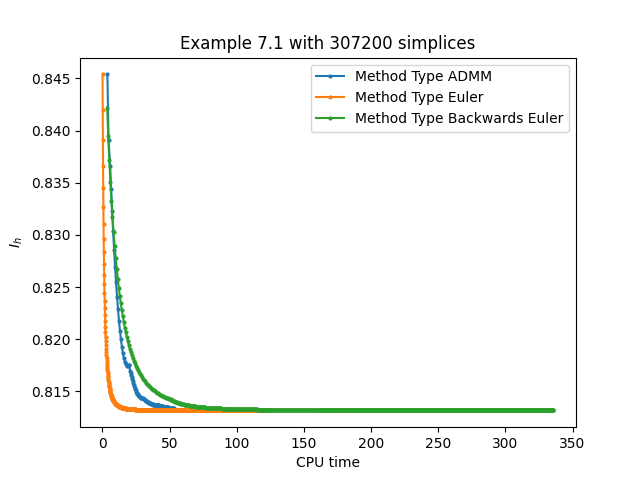 Example 7.1 with 307200 simplices
Method Type ADMM
Method Type Euler
Method Type Backwards Euler
0.845
0.840
0.835
0.830
0.825
0.820
0.815
I_h
0
50
100
150
200
250
300
350
CPU time